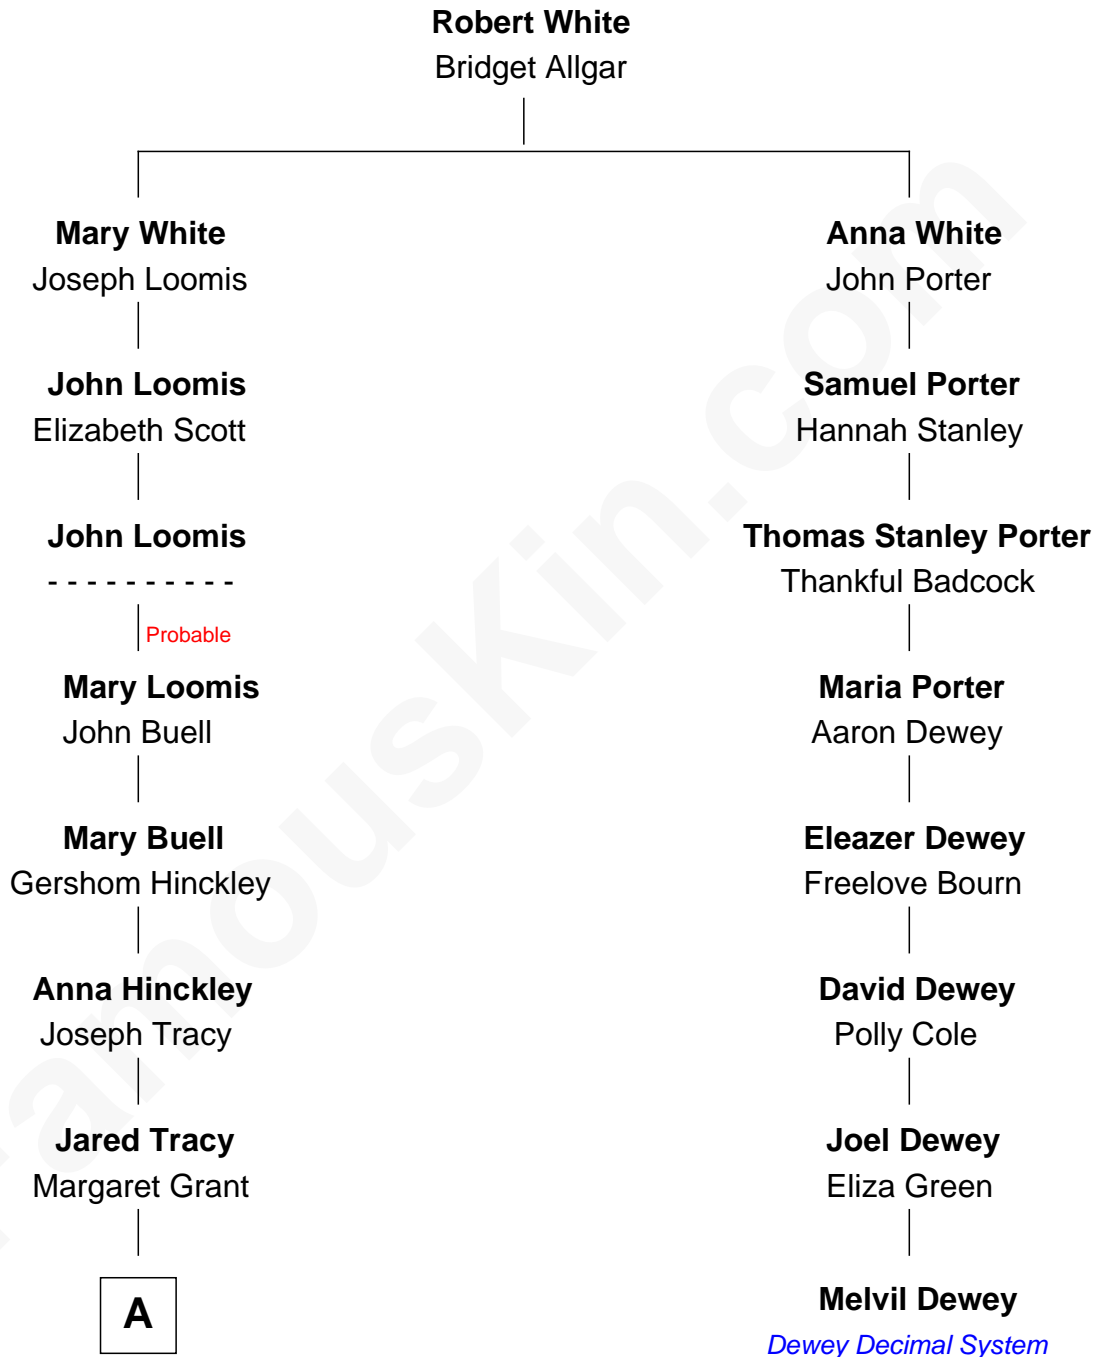 Robert White
Bridget Allgar
Mary White
Joseph Loomis
Anna White
John Porter
John Loomis
Elizabeth Scott
Samuel Porter
Hannah Stanley
John Loomis
- - - - - - - - - -
Thomas Stanley Porter
Thankful Badcock
Probable
Mary Loomis
John Buell
Maria Porter
Aaron Dewey
Mary Buell
Gershom Hinckley
Eleazer Dewey
Freelove Bourn
Anna Hinckley
Joseph Tracy
David Dewey
Polly Cole
Jared Tracy
Margaret Grant
Joel Dewey
Eliza Green
A
Melvil Dewey
Dewey Decimal System
FamousKin.com